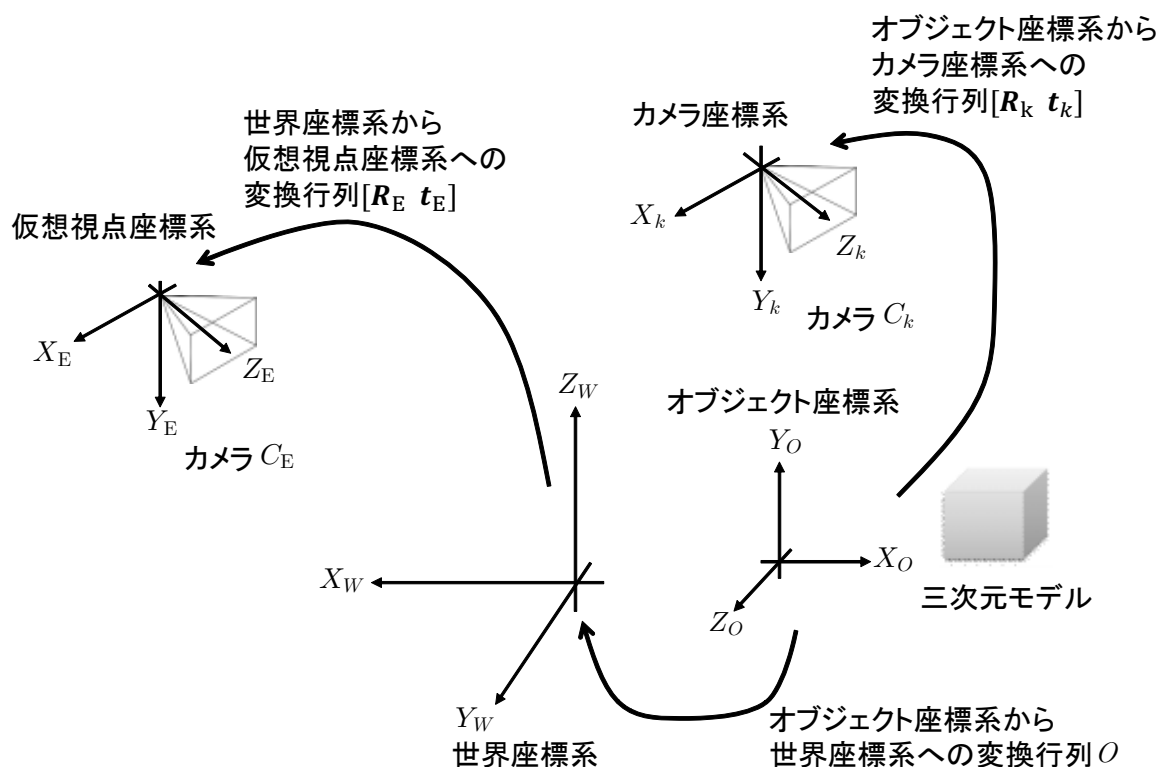 オブジェクト座標系から
カメラ座標系への
変換行列[R_k t_k]
カメラ座標系
世界座標系から
仮想視点座標系への
変換行列[R_E t_E]
仮想視点座標系
X_k
Z_k
Y_k
カメラ C_k
X_E
Z_E
Y_E
カメラ C_E
Z_W
オブジェクト座標系
Y_O
X_W
X_O
三次元モデル
Z_O
Y_W
世界座標系
オブジェクト座標系から
世界座標系への変換行列 O